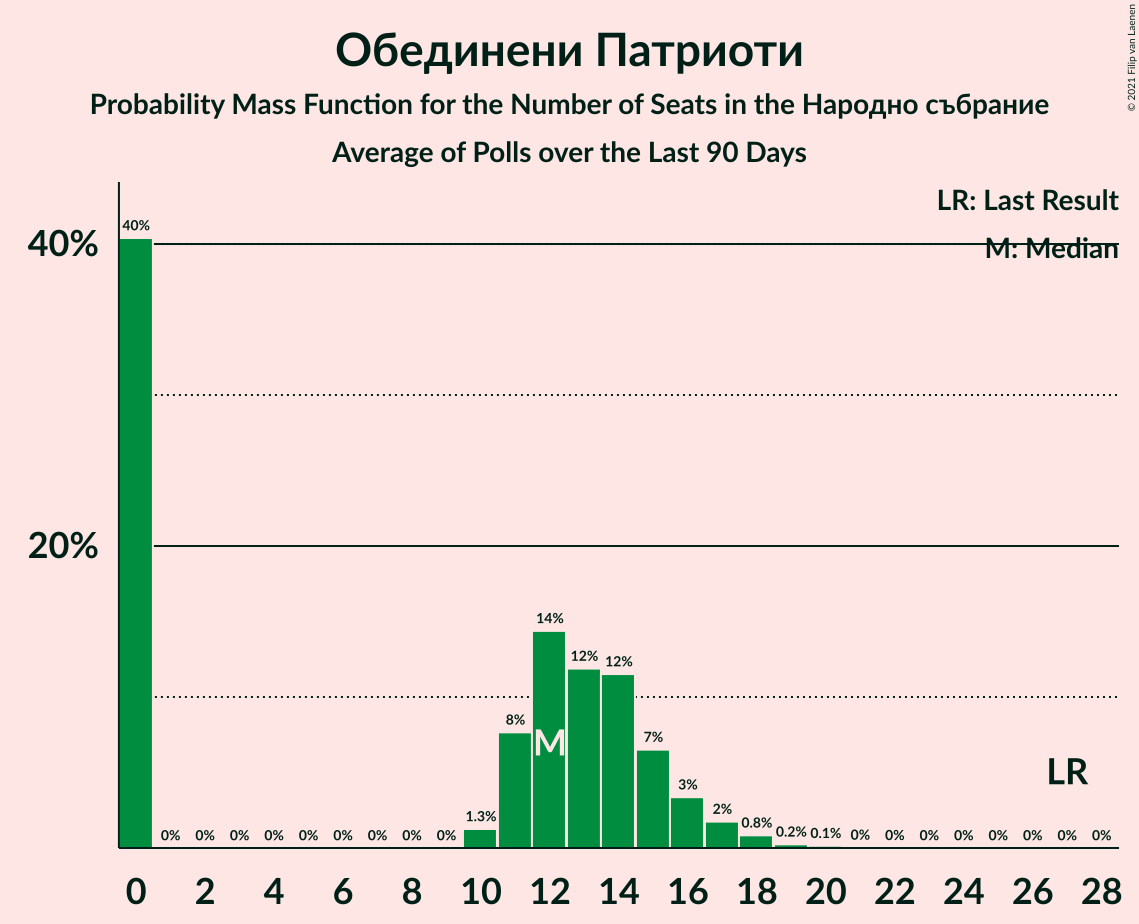 Обединени Патриоти
Probability Mass Function for the Number of Seats in the Народно събрание
Average of Polls over the Last 90 Days
© 2021 Filip van Laenen
LR: Last Result
M: Median
40%
20%
40%
0% 0% 0% 0% 0% 0% 0% 0% 0% 1.3% 8% 14% 12% 12% 7% 3% 2% 0.8% 0.2% 0.1% 0% 0% 0% 0% 0% 0% 0% 0%
M
LR
0 2 4 6 8 10 12 14 16 18 20 22 24 26 28